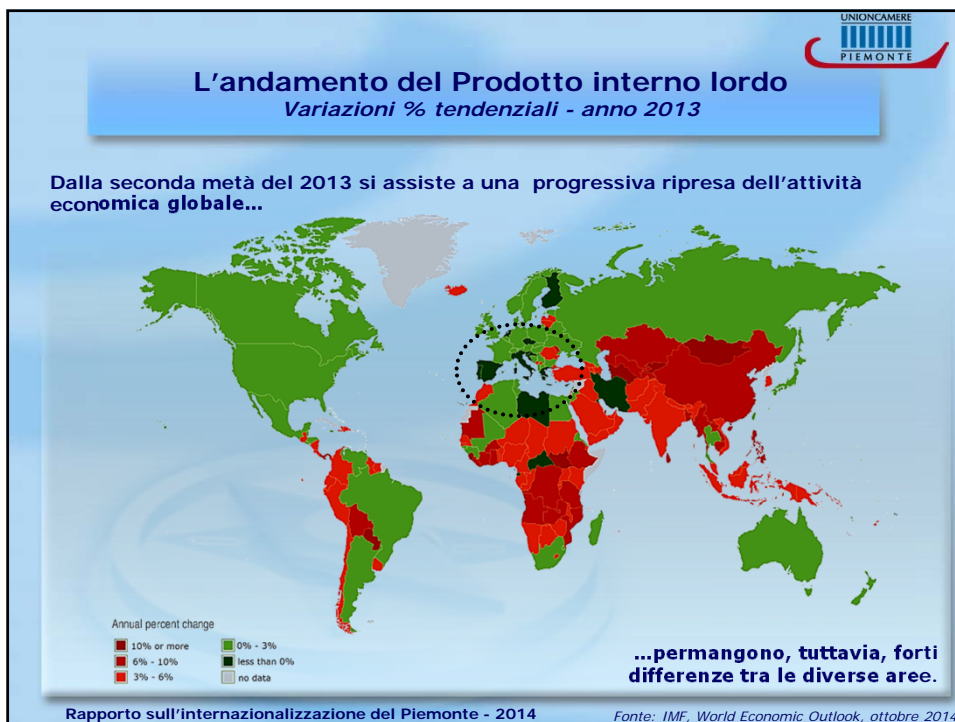 UNIONCAMERE
PIEMONTE
L'andamento del Prodotto interno lordo
Variazioni % tendenziali - anno 2013
Dalla seconda metà del 2013 si assiste a una progressiva ripresa dell'attività
economica globale...
Annual percent change
10% or more
6% - 10%
3% - 6%
0% - 3%
less than 0%
no data
...permangono, tuttavia, forti
differenze tra le diverse aree.
Rapporto sull'internazionalizzazione del Piemonte - 2014
Fonte: IMF, World Economic Outlook, ottobre 2014